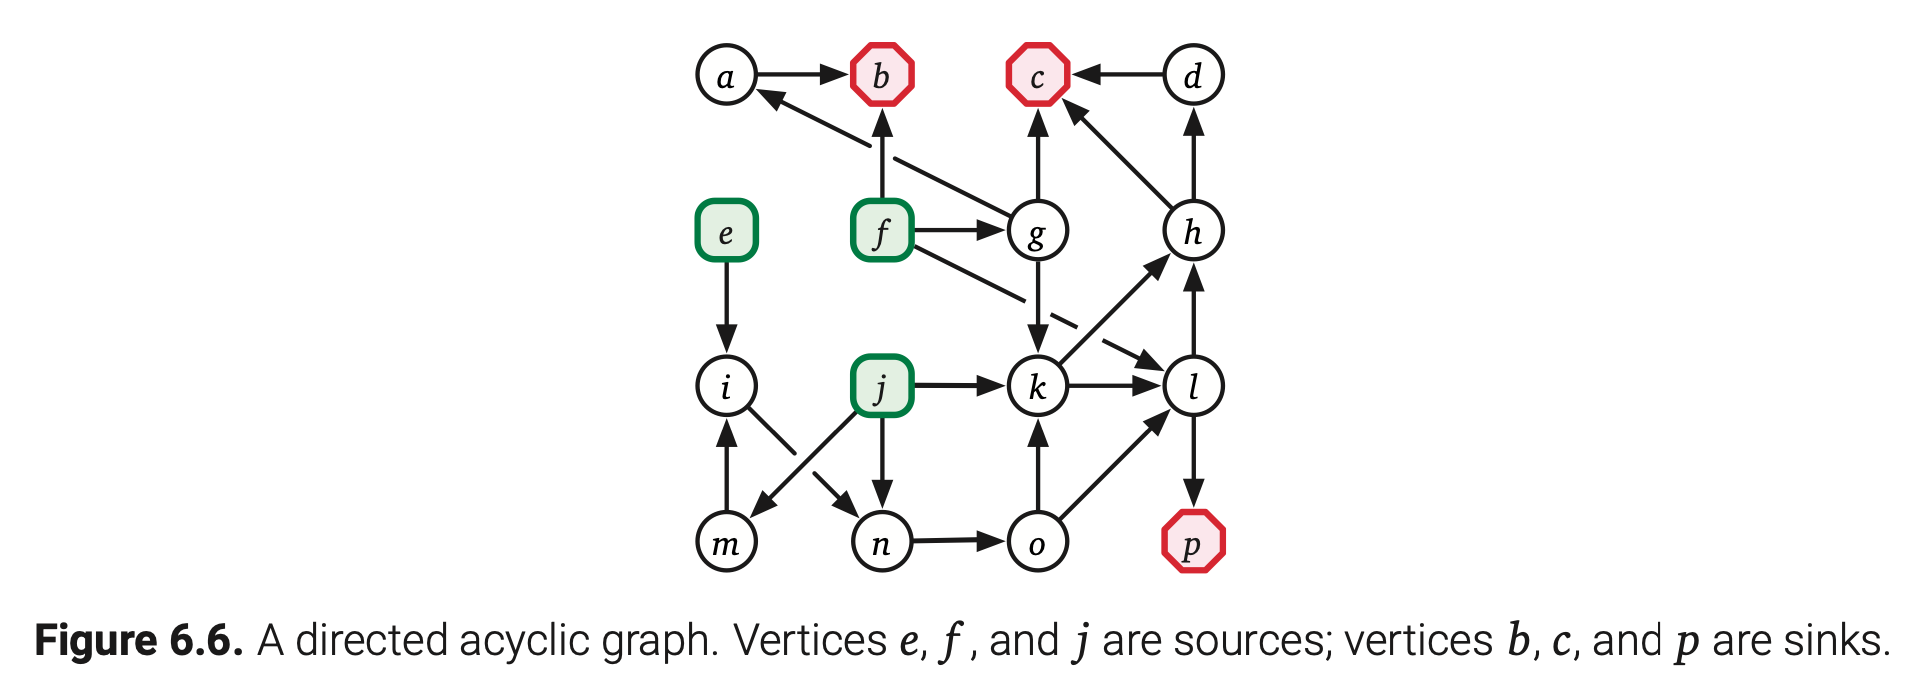 a b c d
e f g h
i j k l
m n o p
Figure 6.6. A directed acyclic graph. Vertices e, f, and j are sources; vertices b, c, and p are sinks.